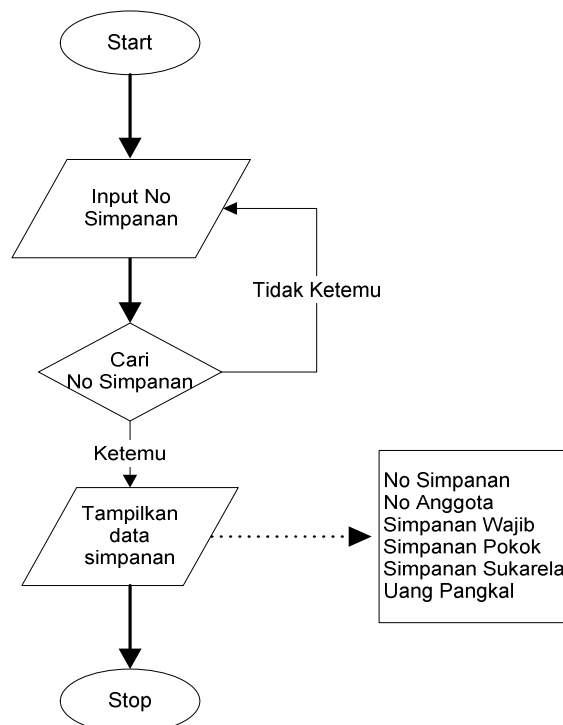 Start
Input No
Simpanan
Tidak Ketemu
Cari
No Simpanan
Ketemu
Tampilkan
data
simpanan
No Simpanan
No Anggota
Simpanan Wajib
Simpanan Pokok
Simpanan Sukarela
Uang Pangkal
Stop